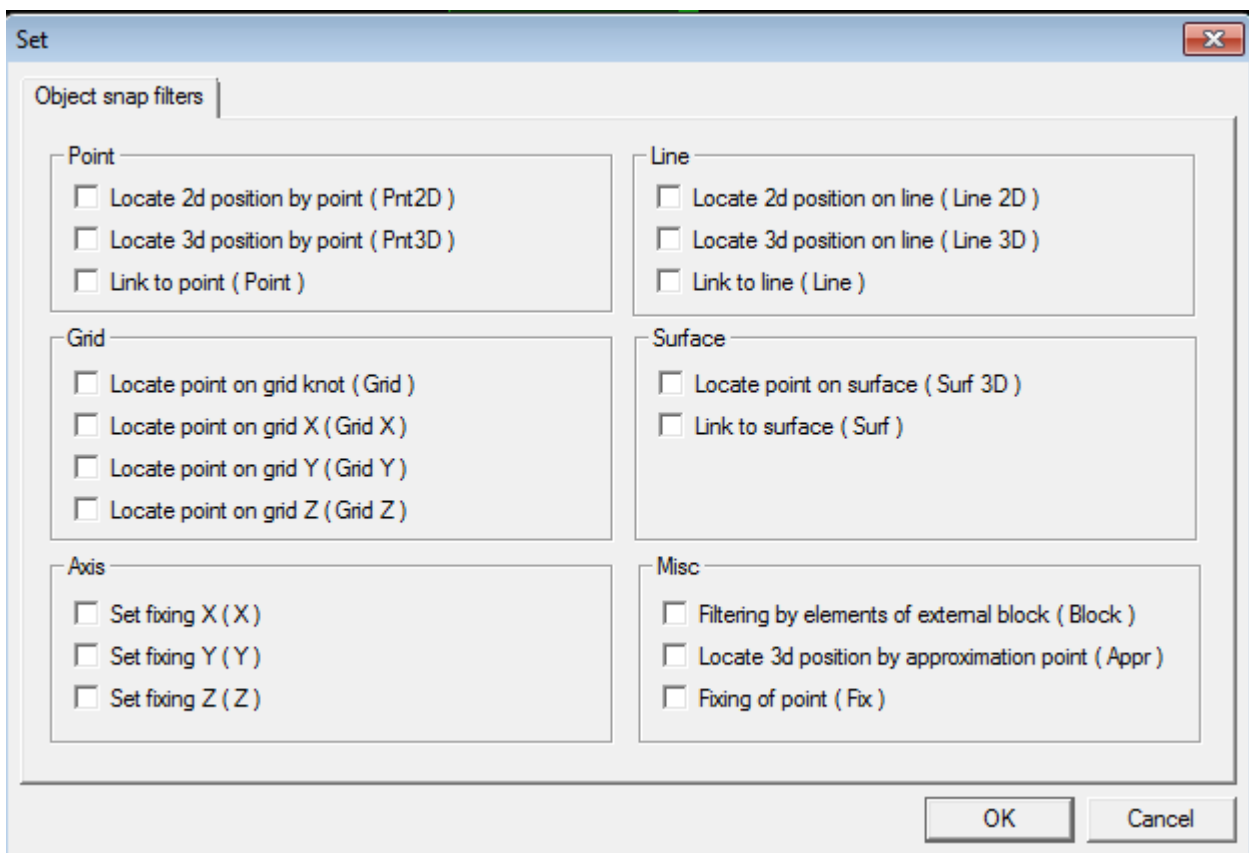 Set
Object snap filters
Point
Locate 2d position by point ( Pnt2D )
Locate 3d position by point ( Pnt3D )
Link to point ( Point )
Line
Locate 2d position on line ( Line 2D )
Locate 3d position on line ( Line 3D )
Link to line ( Line )
Grid
Locate point on grid knot ( Grid )
Locate point on grid X ( Grid X )
Locate point on grid Y ( Grid Y )
Locate point on grid Z ( Grid Z )
Surface
Locate point on surface ( Surf 3D )
Link to surface ( Surf )
Axis
Set fixing X ( X )
Set fixing Y ( Y )
Set fixing Z ( Z )
Misc
Filtering by elements of external block ( Block )
Locate 3d position by approximation point ( Appr )
Fixing of point ( Fix )
OK
Cancel